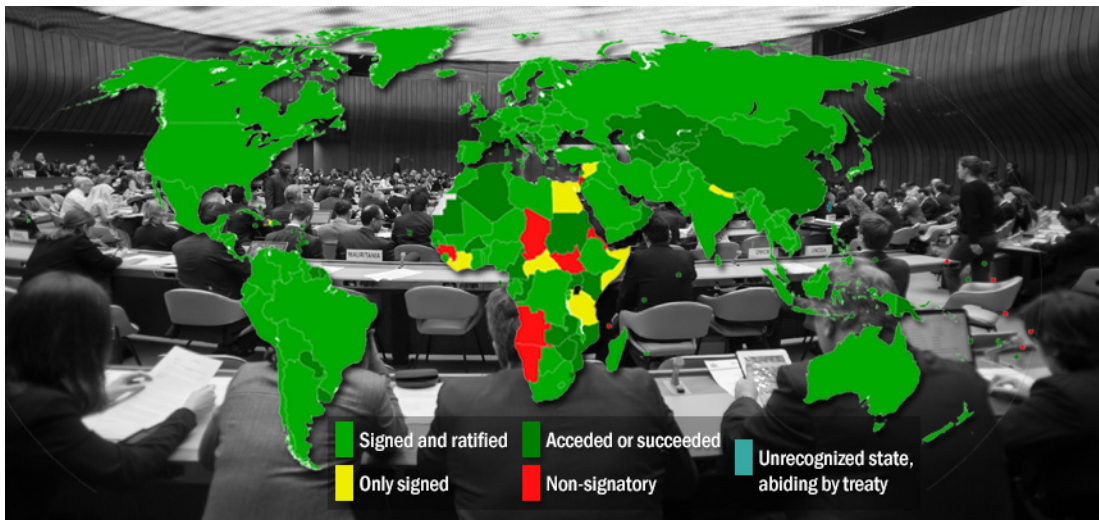 MAURITANIA
Signed and ratified
Acceded or succeeded
Only signed
Non-signatory
Unrecognized state,
abiding by treaty